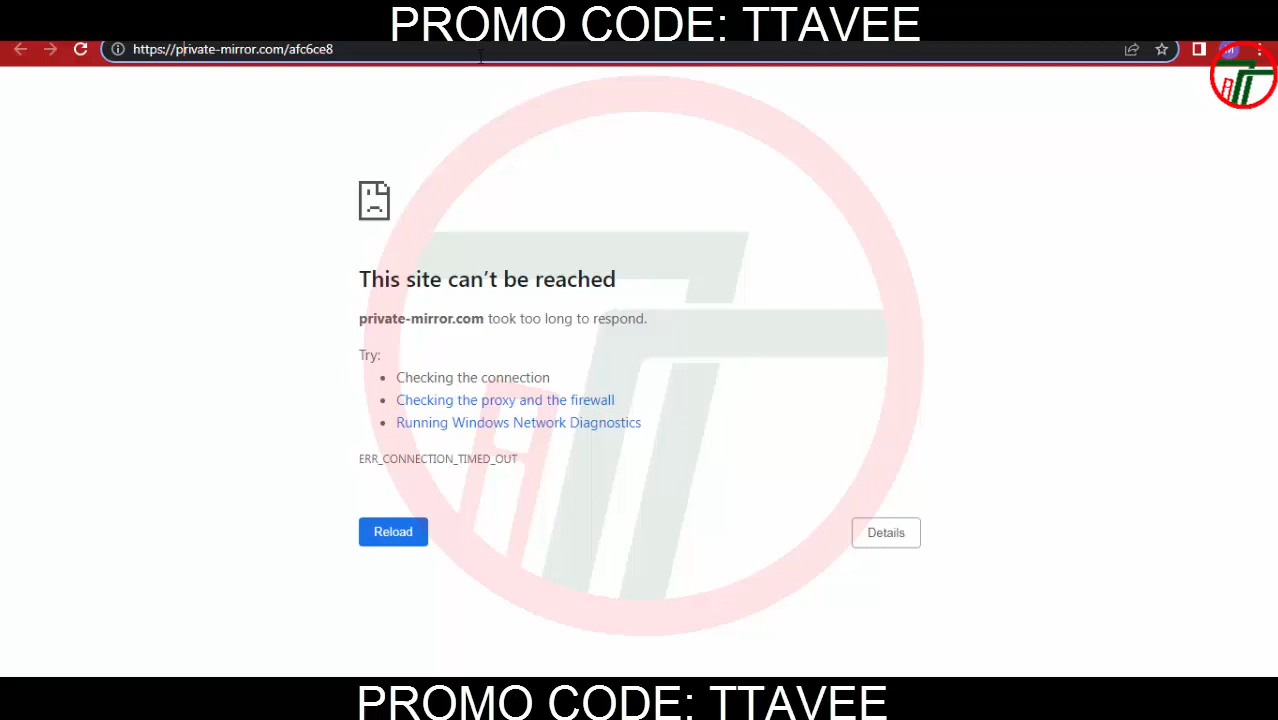 PROMO CODE: TTAVEE
https://private-mirror.com/afc6ce8
M
This site can't be reached
private-mirror.com took too long to respond.
Try:
• Checking the connection
• Checking the proxy and the firewall
• Running Windows Network Diagnostics
ERR_CONNECTION_TIMED_OUT
Reload
Details
PROMO CODE: TTAVEE